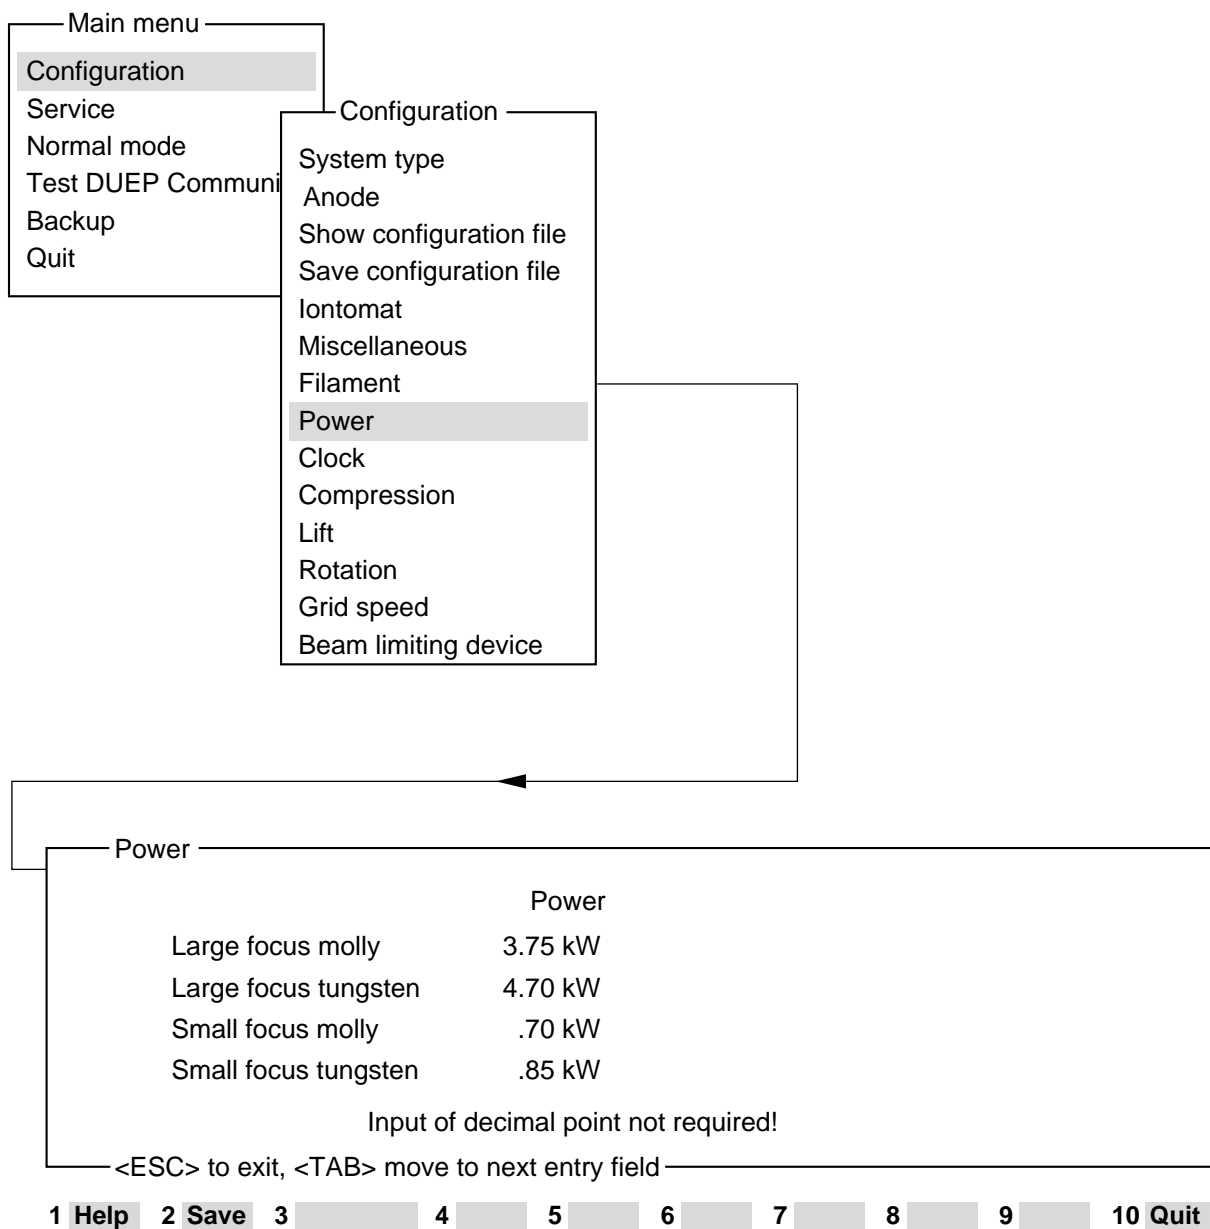 Main menu
Configuration
Service
Normal mode
Test DUEP Communi
Backup
Quit
Configuration
System type
Anode
Show configuration file
Save configuration file
Iontomat
Miscellaneous
Filament
Power
Clock
Compression
Lift
Rotation
Grid speed
Beam limiting device
Power
Power
Large focus molly 3.75 kW
Large focus tungsten 4.70 kW
Small focus molly .70 kW
Small focus tungsten .85 kW
Input of decimal point not required!
<ESC> to exit, <TAB> move to next entry field
1 Help 2 Save 3 4 5 6 7 8 9 10 Quit